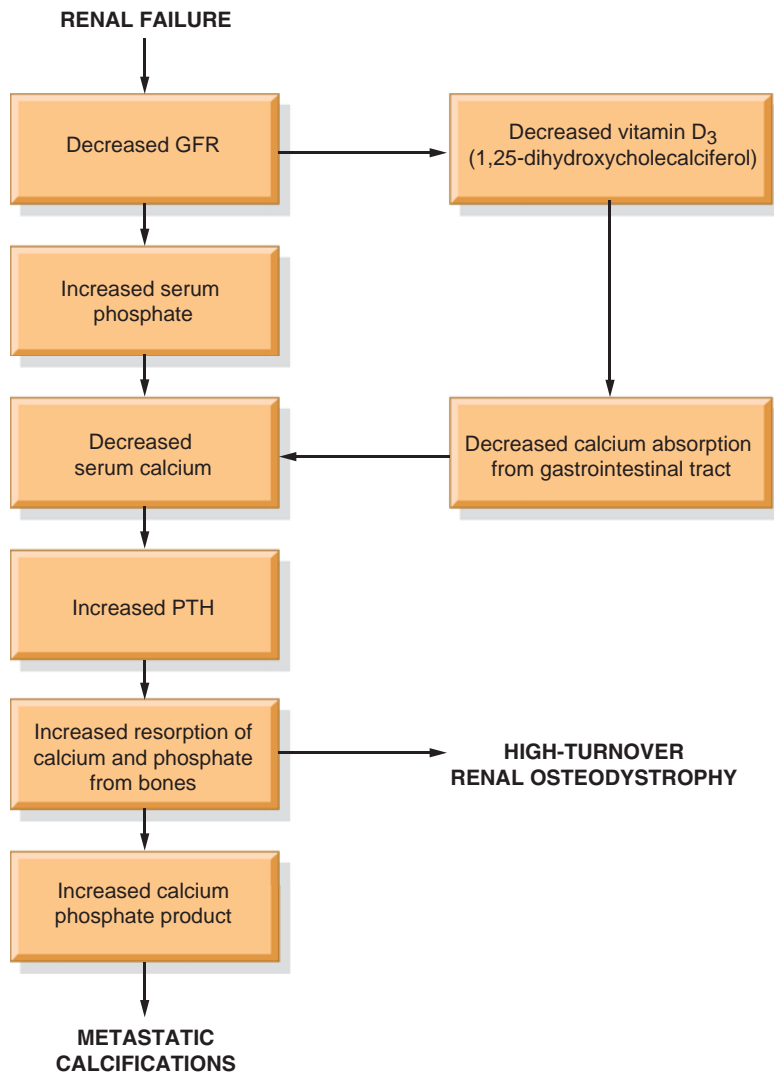 RENAL FAILURE
Decreased GFR
Decreased vitamin D3
(1,25-dihydroxycholecalciferol)
Increased serum
phosphate
Decreased
serum calcium
Decreased calcium absorption
from gastrointestinal tract
Increased PTH
Increased resorption of
calcium and phosphate
from bones
HIGH-TURNOVER
RENAL OSTEODYSTROPHY
Increased calcium
phosphate product
METASTATIC
CALCIFICATIONS